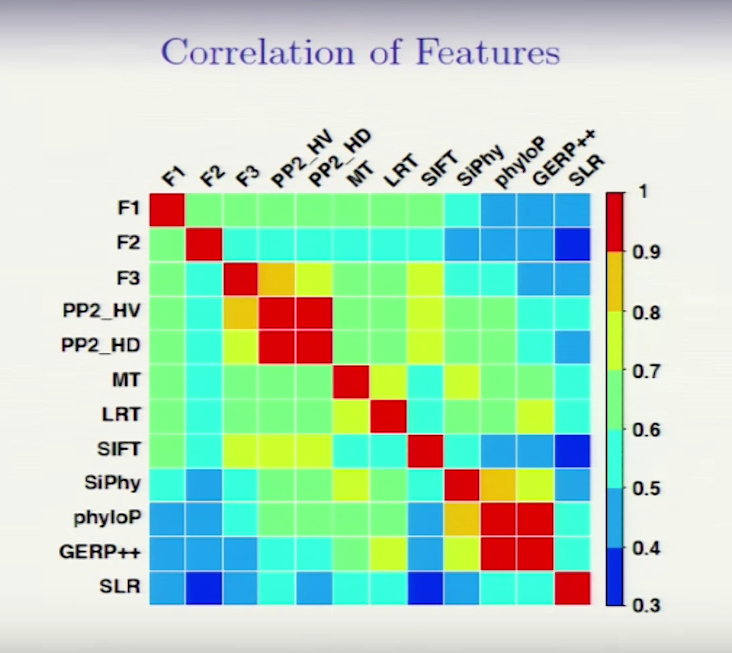 Correlation of Features
F1 F2 F3 PP2_HV PP2_HD MT LRT SIFT SiPhy phyloP GERP++ SLR
F1
F2
F3
PP2_HV
PP2_HD
MT
LRT
SIFT
SiPhy
phyloP
GERP++
SLR
1
0.9
0.8
0.7
0.6
0.5
0.4
0.3